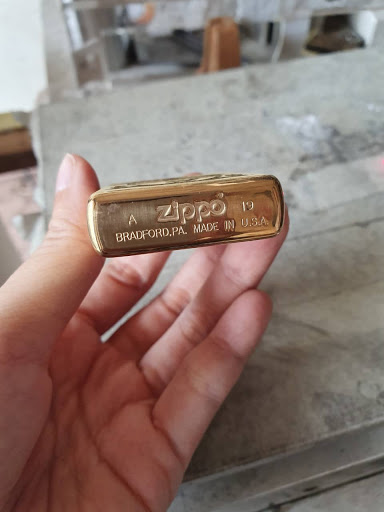 A zippo 19
BRADFORD,PA. MADE IN U.S.A